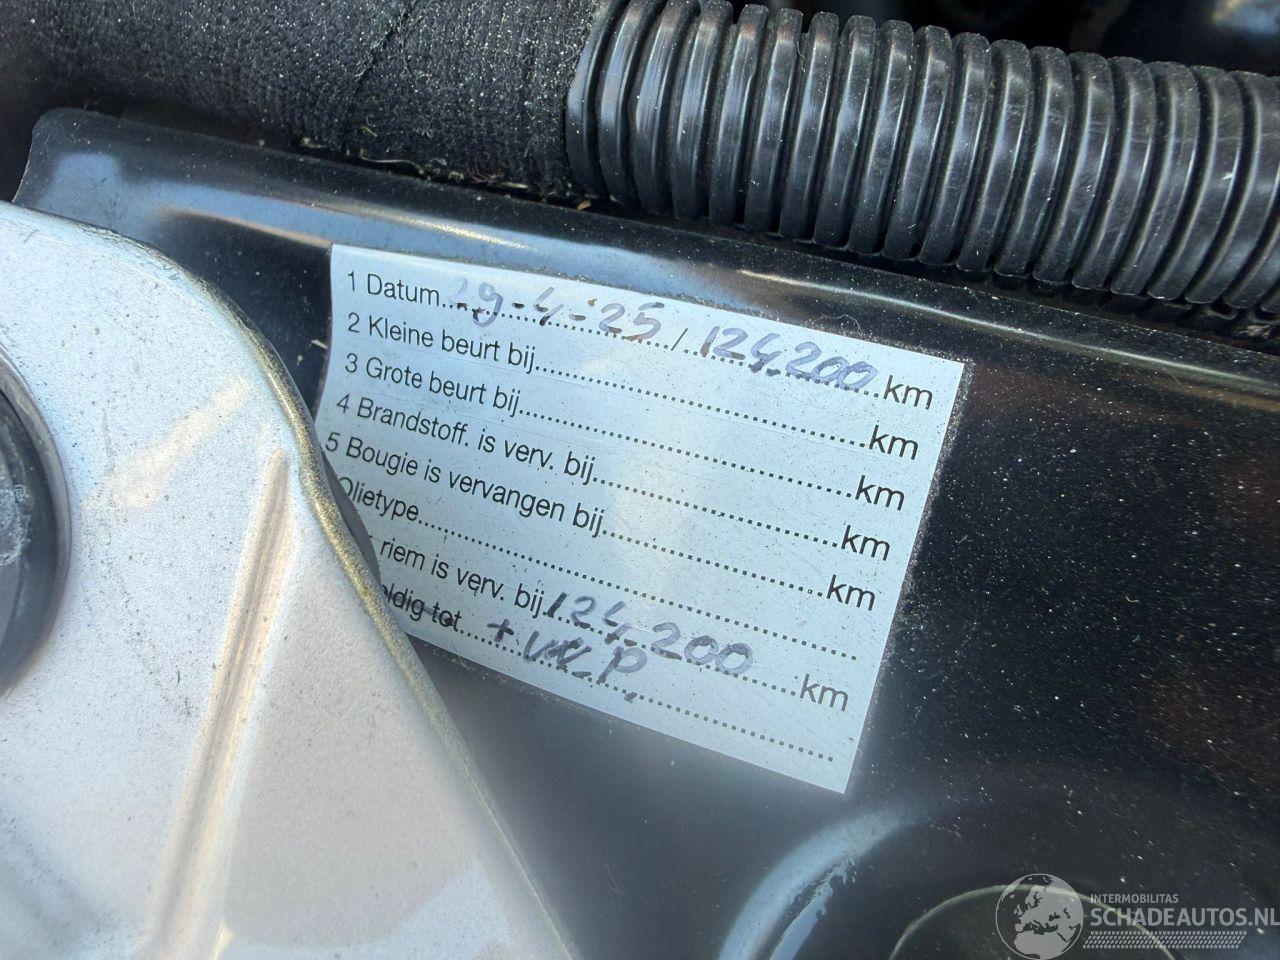 1 Datum..29-4-25 / 124.200 km
2 Kleine beurt bij.................km
3 Grote beurt bij.................km
4 Brandstoff. is verv. bij.................km
5 Bougie is vervangen bij.................km
Olietype.................
riem is verv. bij 124.200 km
ldig tot....+ W.P.
INTERMOBILITAS
SCHADEAUTOS.NL